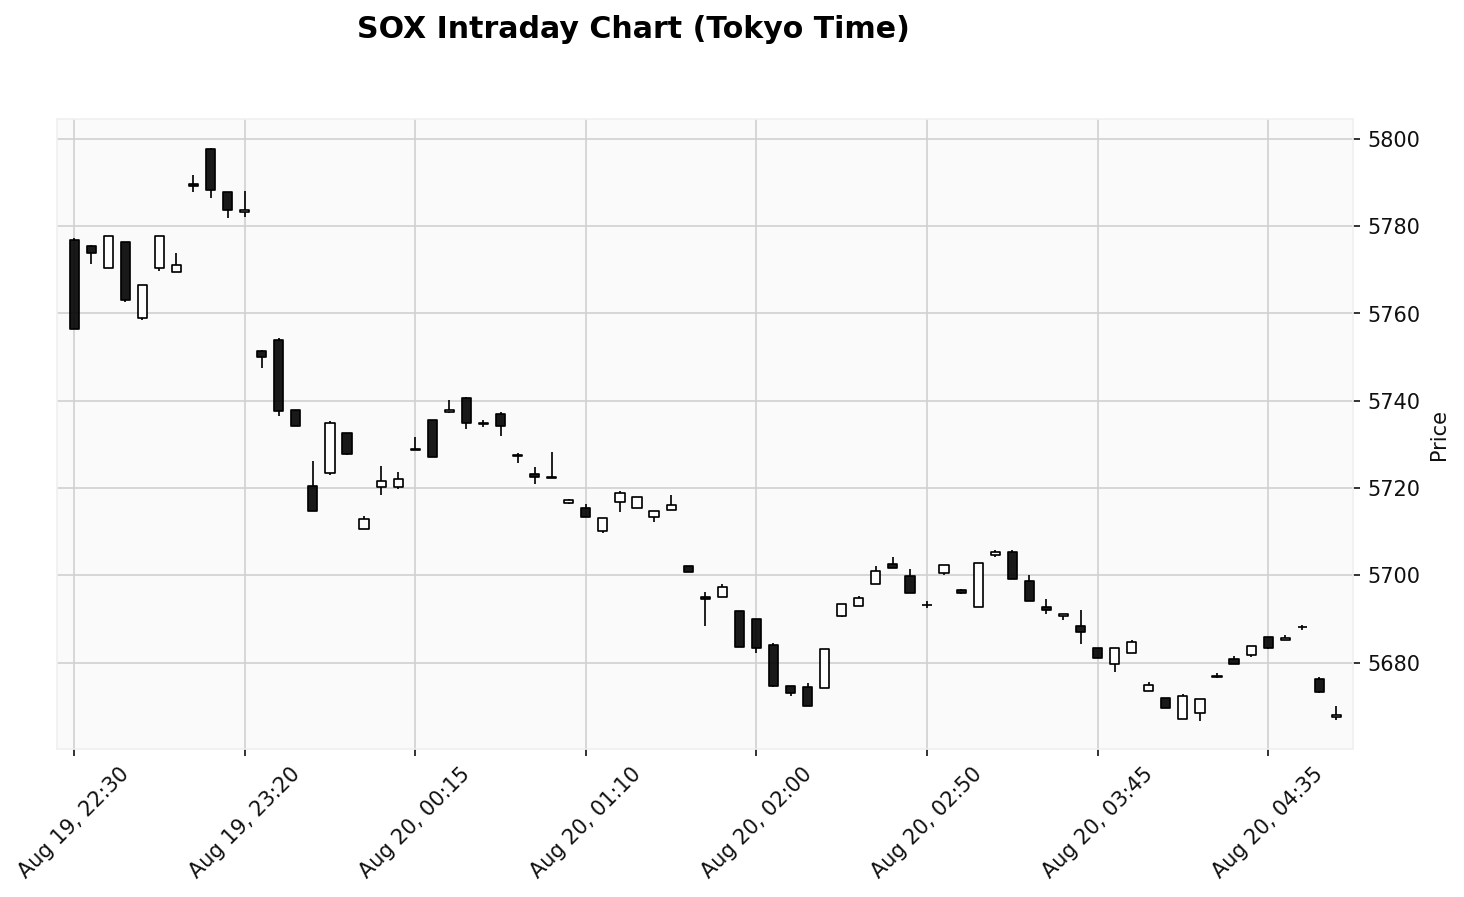 SOX Intraday Chart (Tokyo Time)
5800
5780
5760
5740
5720
5700
5680
Price
Aug 19, 22:30
Aug 19, 23:20
Aug 20, 00:15
Aug 20, 01:10
Aug 20, 02:00
Aug 20, 02:50
Aug 20, 03:45
Aug 20, 04:35